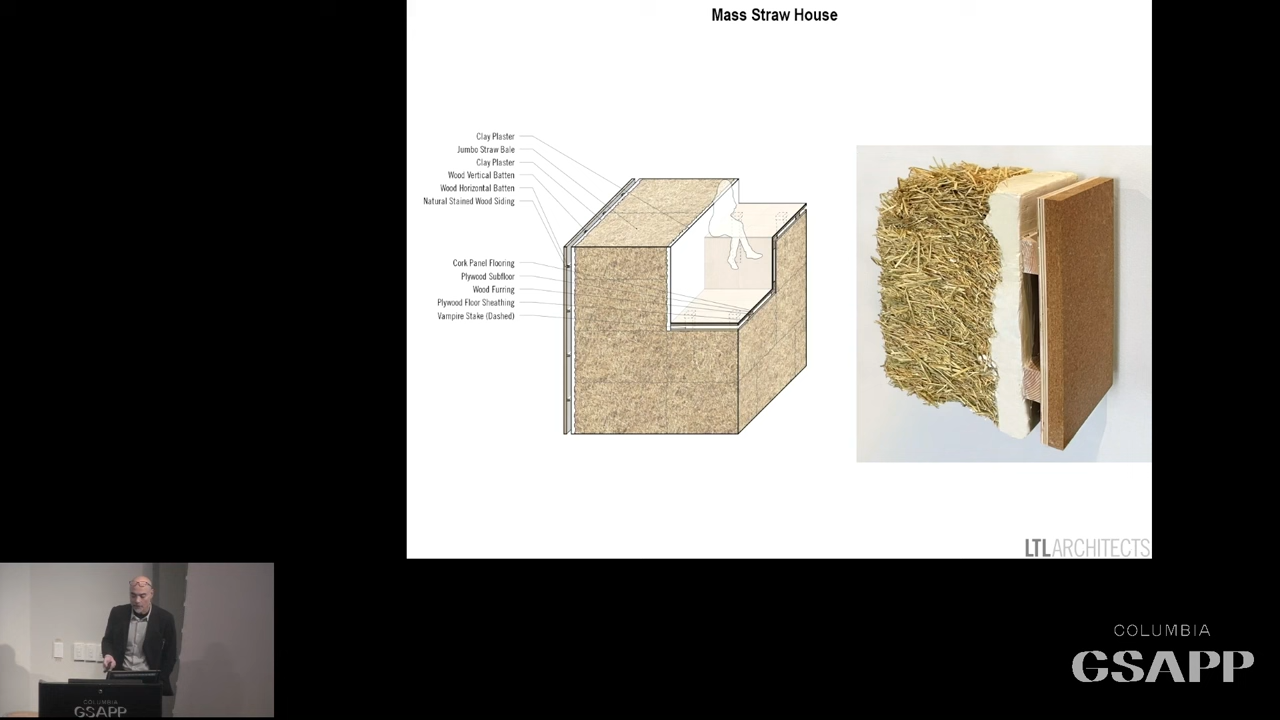 Mass Straw House
Clay Plaster
Jumbo Straw Bale
Clay Plaster
Wood Vertical Batten
Wood Horizontal Batten
Natural Stained Wood Siding
Cork Panel Flooring
Plywood Subfloor
Wood Furring
Plywood Floor Sheathing
Vampire Stake (Dashed)
LTLARCHITECTS
COLUMBIA
GSAPP
COLUMBIA
GSAPP